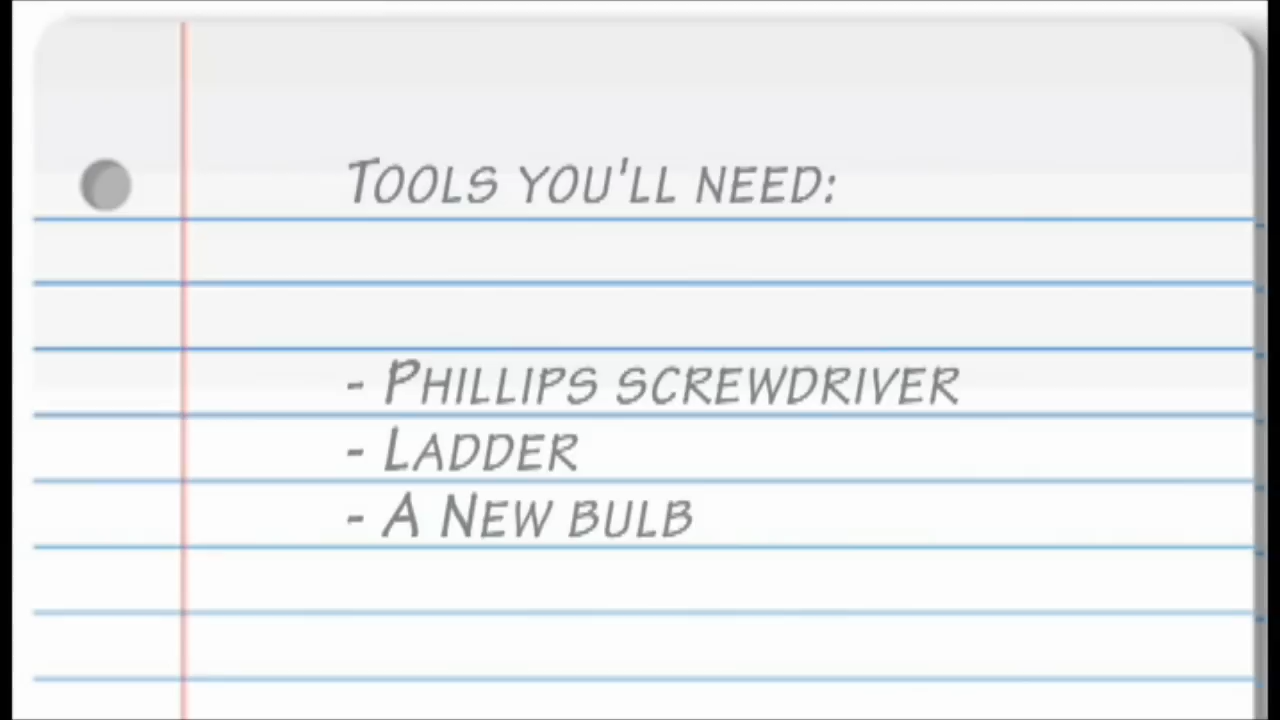 Tools you'll need:
- Phillips screwdriver
- Ladder
- A New bulb